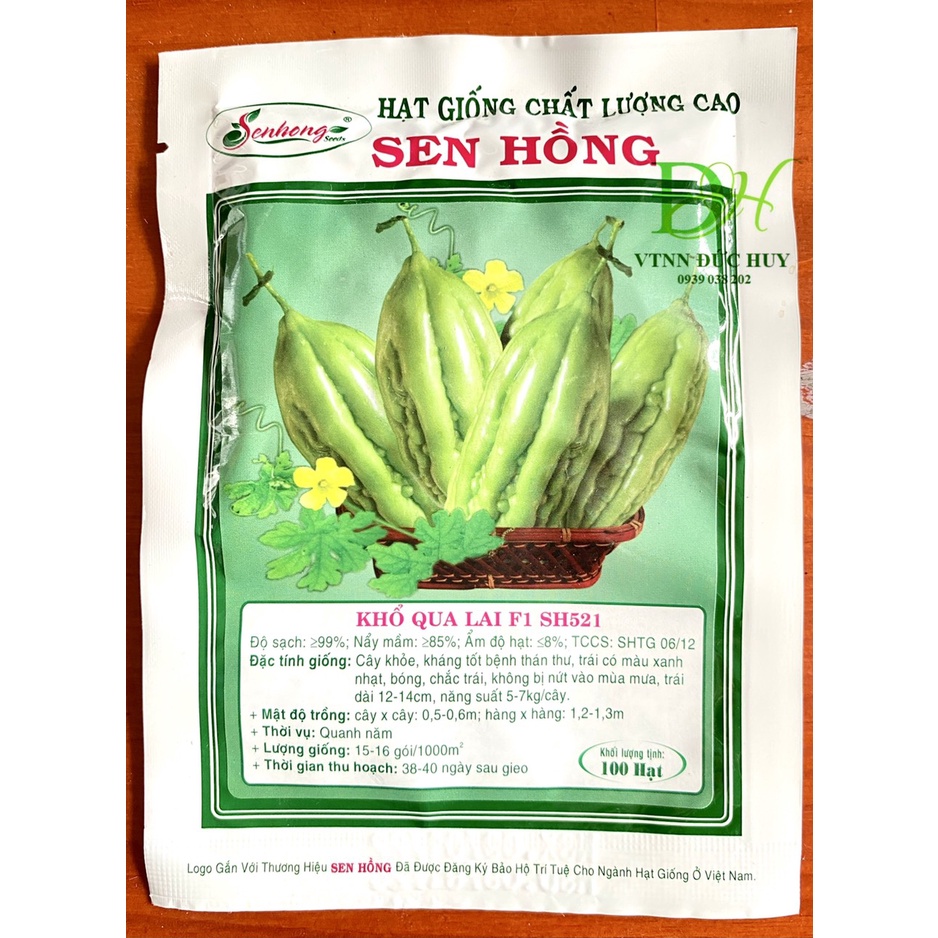 Senhong Seeds ®
HẠT GIỐNG CHẤT LƯỢNG CAO
SEN HỒNG
ĐH
VTNN ĐỨC HUY
0939 038 202
KHỔ QUA LAI F1 SH521
Độ sạch: ≥99%; Nẩy mầm: ≥85%; Ẩm độ hạt: ≤8%; TCCS: SHTG 06/12
Đặc tính giống: Cây khỏe, kháng tốt bệnh thán thư, trái có màu xanh
nhạt, bóng, chắc trái, không bị nứt vào mùa mưa, trái
dài 12-14cm, năng suất 5-7kg/cây.
+ Mật độ trồng: cây x cây: 0,5-0,6m; hàng x hàng: 1,2-1,3m
+ Thời vụ: Quanh năm
+ Lượng giống: 15-16 gói/1000m²
+ Thời gian thu hoạch: 38-40 ngày sau gieo
Khối lượng tịnh:
100 Hạt
Logo Gắn Với Thương Hiệu SEN HỒNG Đã Được Đăng Ký Bảo Hộ Trí Tuệ Cho Ngành Hạt Giống Ở Việt Nam.